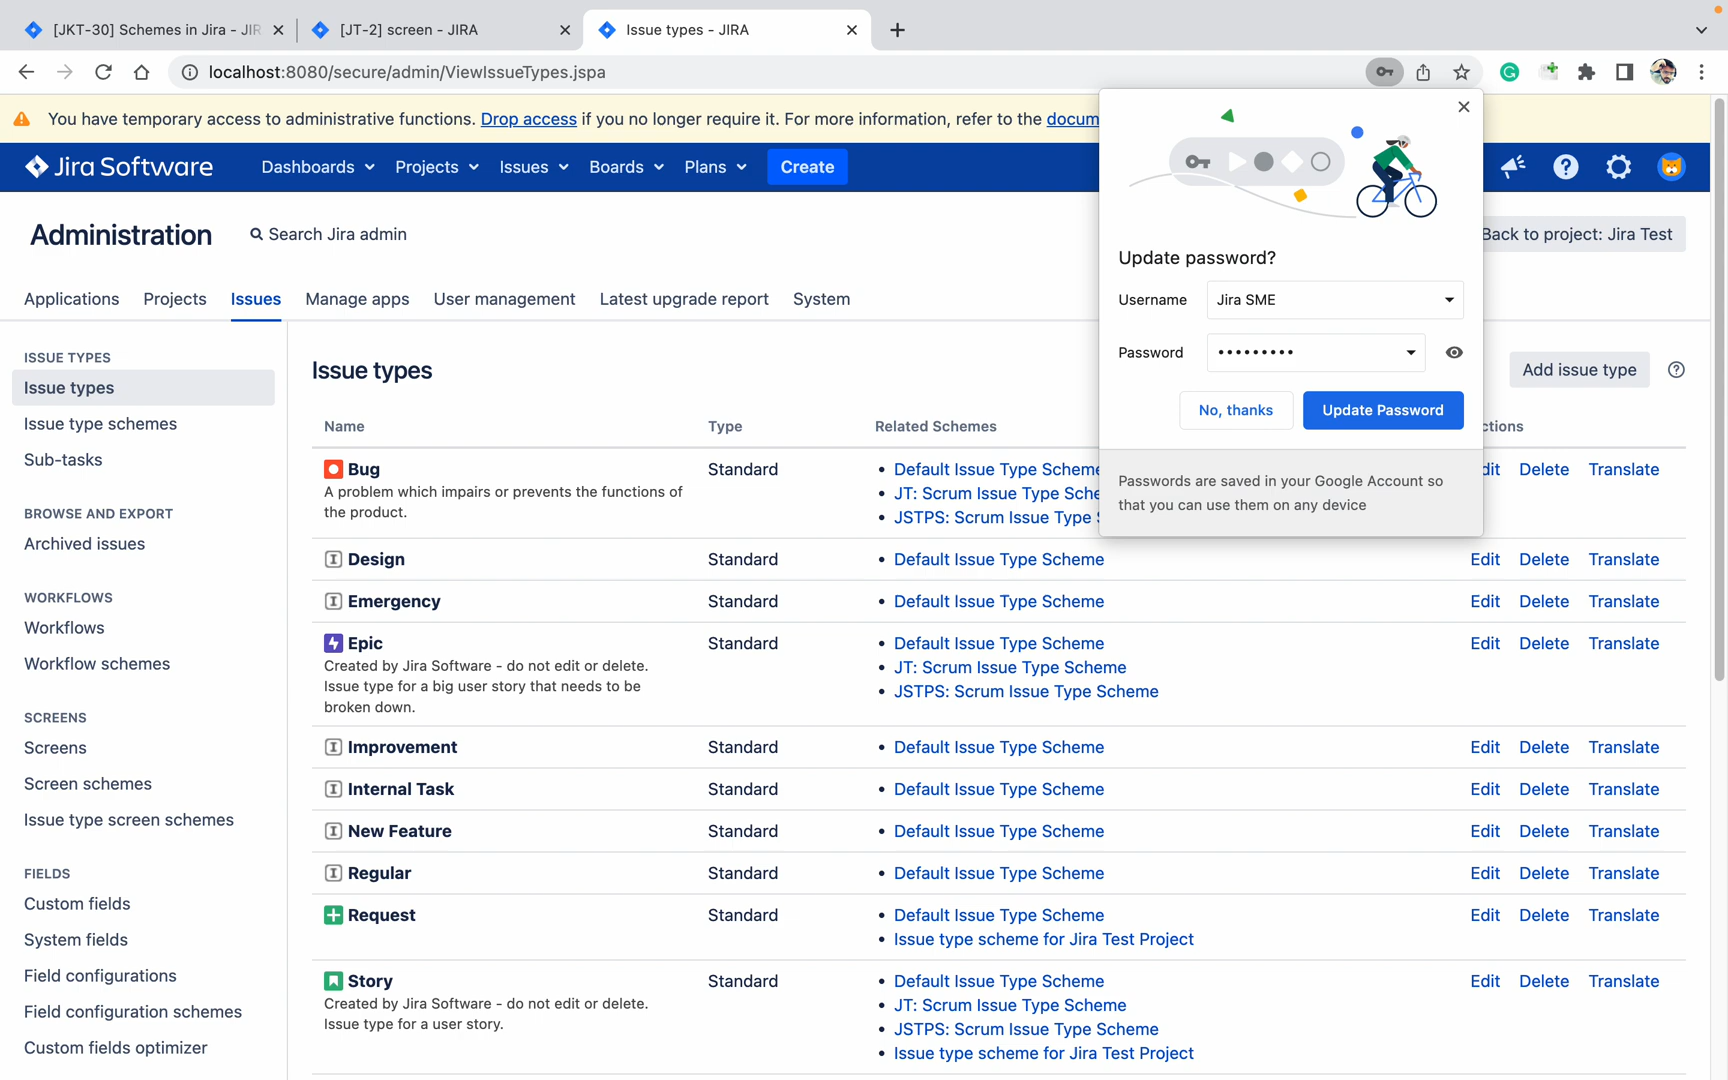 [JKT-30] Schemes in Jira - JIR
[JT-2] screen - JIRA
Issue types - JIRA
localhost:8080/secure/admin/ViewIssueTypes.jspa
You have temporary access to administrative functions. Drop access if you no longer require it. For more information, refer to the docum
Jira Software
Dashboards
Projects
Issues
Boards
Plans
Create
Administration
Search Jira admin
Back to project: Jira Test
Applications
Projects
Issues
Manage apps
User management
Latest upgrade report
System
Update password?
Username
Jira SME
Password
•••••••••
No, thanks
Update Password
Passwords are saved in your Google Account so
that you can use them on any device
ISSUE TYPES
Issue types
Issue type schemes
Sub-tasks
BROWSE AND EXPORT
Archived issues
WORKFLOWS
Workflows
Workflow schemes
SCREENS
Screens
Screen schemes
Issue type screen schemes
FIELDS
Custom fields
System fields
Field configurations
Field configuration schemes
Custom fields optimizer
Issue types
Add issue type
Name Type Related Schemes ctions
Bug Standard • Default Issue Type Scheme dit Delete Translate
A problem which impairs or prevents the functions of
the product.
• JT: Scrum Issue Type Sche
• JSTPS: Scrum Issue Type S
Design Standard • Default Issue Type Scheme Edit Delete Translate
Emergency Standard • Default Issue Type Scheme Edit Delete Translate
Epic Standard • Default Issue Type Scheme Edit Delete Translate
Created by Jira Software - do not edit or delete.
Issue type for a big user story that needs to be
broken down.
• JT: Scrum Issue Type Scheme
• JSTPS: Scrum Issue Type Scheme
Improvement Standard • Default Issue Type Scheme Edit Delete Translate
Internal Task Standard • Default Issue Type Scheme Edit Delete Translate
New Feature Standard • Default Issue Type Scheme Edit Delete Translate
Regular Standard • Default Issue Type Scheme Edit Delete Translate
Request Standard • Default Issue Type Scheme Edit Delete Translate
• Issue type scheme for Jira Test Project
Story Standard • Default Issue Type Scheme Edit Delete Translate
Created by Jira Software - do not edit or delete.
Issue type for a user story.
• JT: Scrum Issue Type Scheme
• JSTPS: Scrum Issue Type Scheme
• Issue type scheme for Jira Test Project